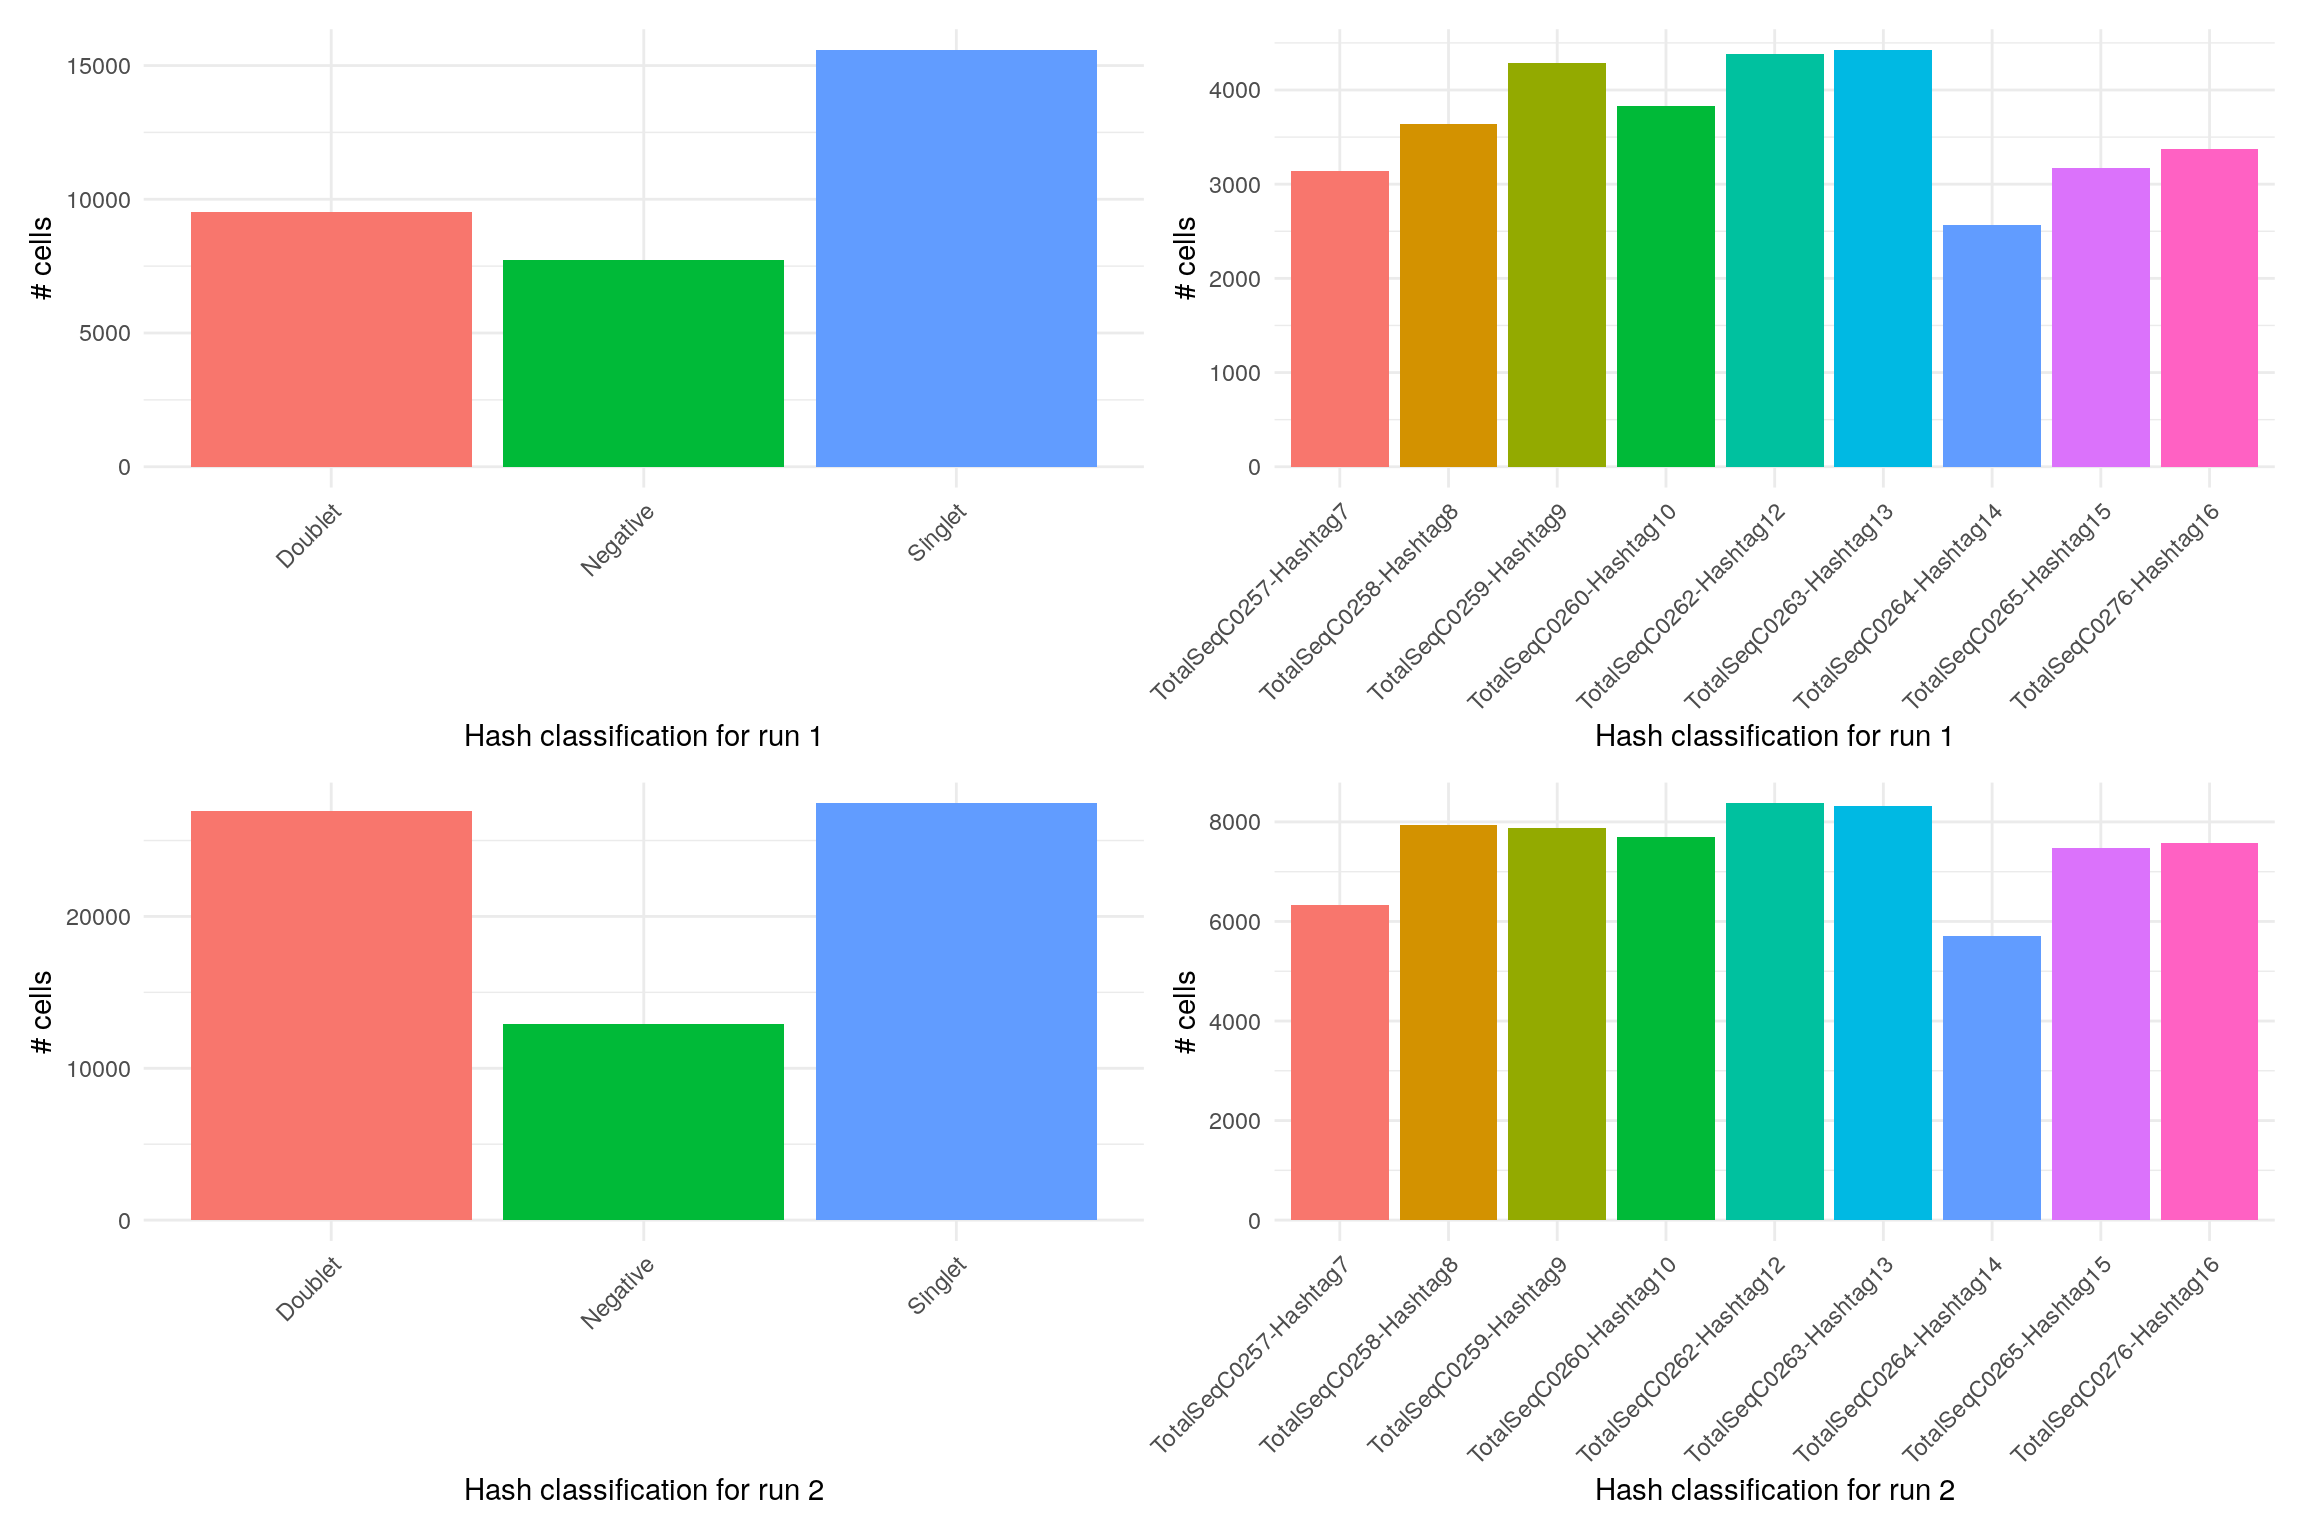 15000
10000
5000
0
# cells
Doublet
Negative
Singlet
Hash classification for run 1
4000
3000
2000
1000
0
# cells
TotalSeqC0257-Hashtag7
TotalSeqC0258-Hashtag8
TotalSeqC0259-Hashtag9
TotalSeqC0260-Hashtag10
TotalSeqC0262-Hashtag12
TotalSeqC0263-Hashtag13
TotalSeqC0264-Hashtag14
TotalSeqC0265-Hashtag15
TotalSeqC0276-Hashtag16
Hash classification for run 1
20000
10000
0
# cells
Doublet
Negative
Singlet
Hash classification for run 2
8000
6000
4000
2000
0
# cells
TotalSeqC0257-Hashtag7
TotalSeqC0258-Hashtag8
TotalSeqC0259-Hashtag9
TotalSeqC0260-Hashtag10
TotalSeqC0262-Hashtag12
TotalSeqC0263-Hashtag13
TotalSeqC0264-Hashtag14
TotalSeqC0265-Hashtag15
TotalSeqC0276-Hashtag16
Hash classification for run 2